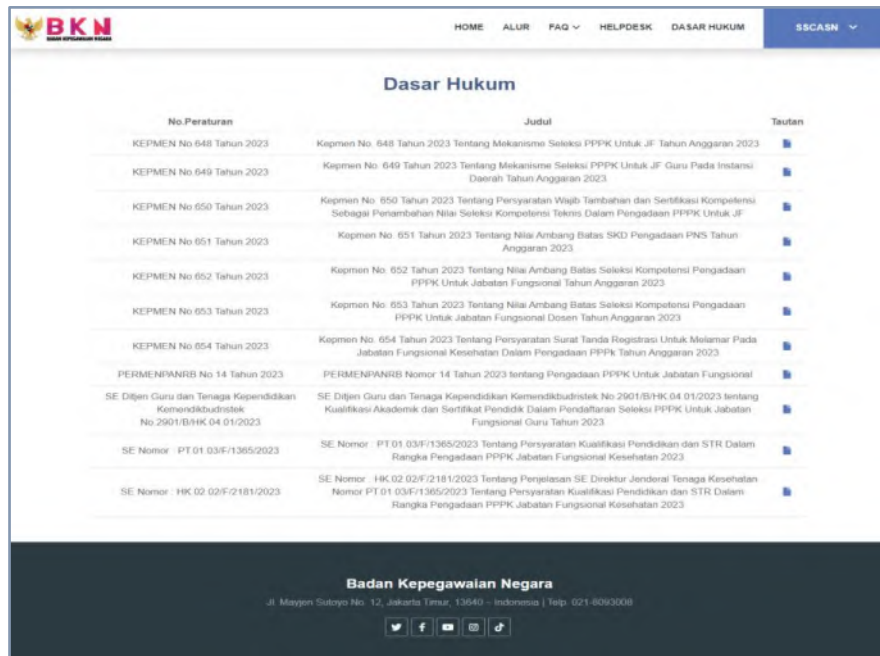 BKN
BADAN KEPEGAWAIAN NEGARA
HOME ALUR FAQ HELPDESK DASAR HUKUM SSCASN
Dasar Hukum
No.Peraturan Judul Tautan
KEPMEN No.648 Tahun 2023 Kepmen No. 648 Tahun 2023 Tentang Mekanisme Seleksi PPPK Untuk JF Tahun Anggaran 2023
KEPMEN No.649 Tahun 2023 Kepmen No. 649 Tahun 2023 Tentang Mekanisme Seleksi PPPK Untuk JF Guru Pada Instansi
Daerah Tahun Anggaran 2023
KEPMEN No.650 Tahun 2023 Kepmen No. 650 Tahun 2023 Tentang Persyaratan Wajib Tambahan dan Sertifikasi Kompetensi
Sebagai Penambahan Nilai Seleksi Kompetensi Teknis Dalam Pengadaan PPPK Untuk JF
KEPMEN No.651 Tahun 2023 Kepmen No. 651 Tahun 2023 Tentang Nilai Ambang Batas SKD Pengadaan PNS Tahun
Anggaran 2023
KEPMEN No.652 Tahun 2023 Kepmen No. 652 Tahun 2023 Tentang Nilai Ambang Batas Seleksi Kompetensi Pengadaan
PPPK Untuk Jabatan Fungsional Tahun Anggaran 2023
KEPMEN No.653 Tahun 2023 Kepmen No. 653 Tahun 2023 Tentang Nilai Ambang Batas Seleksi Kompetensi Pengadaan
PPPK Untuk Jabatan Fungsional Dosen Tahun Anggaran 2023
KEPMEN No.654 Tahun 2023 Kepmen No. 654 Tahun 2023 Tentang Persyaratan Surat Tanda Registrasi Untuk Melamar Pada
Jabatan Fungsional Kesehatan Dalam Pengadaan PPPk Tahun Anggaran 2023
PERMENPANRB No 14 Tahun 2023 PERMENPANRB Nomor 14 Tahun 2023 tentang Pengadaan PPPK Untuk Jabatan Fungsional
SE Ditjen Guru dan Tenaga Kependidikan
Kemendikbudristek
No.2901/B/HK.04.01/2023
SE Ditjen Guru dan Tenaga Kependidikan Kemendikbudristek No.2901/B/HK.04.01/2023 tentang
Kualifikasi Akademik dan Sertifikat Pendidik Dalam Pendaftaran Seleksi PPPK Untuk Jabatan
Fungsional Guru Tahun 2023
SE Nomor : PT.01.03/F/1365/2023 SE Nomor : PT.01.03/F/1365/2023 Tentang Persyaratan Kualifikasi Pendidikan dan STR Dalam
Rangka Pengadaan PPPK Jabatan Fungsional Kesehatan 2023
SE Nomor : HK.02.02/F/2181/2023 SE Nomor : HK.02.02/F/2181/2023 Tentang Penjelasan SE Direktur Jenderal Tenaga Kesehatan
Nomor PT.01.03/F/1365/2023 Tentang Persyaratan Kualifikasi Pendidikan dan STR Dalam
Rangka Pengadaan PPPK Jabatan Fungsional Kesehatan 2023
Badan Kepegawaian Negara
Jl. Mayjen Sutoyo No. 12, Jakarta Timur, 13640 – Indonesia | Telp. 021-8093008